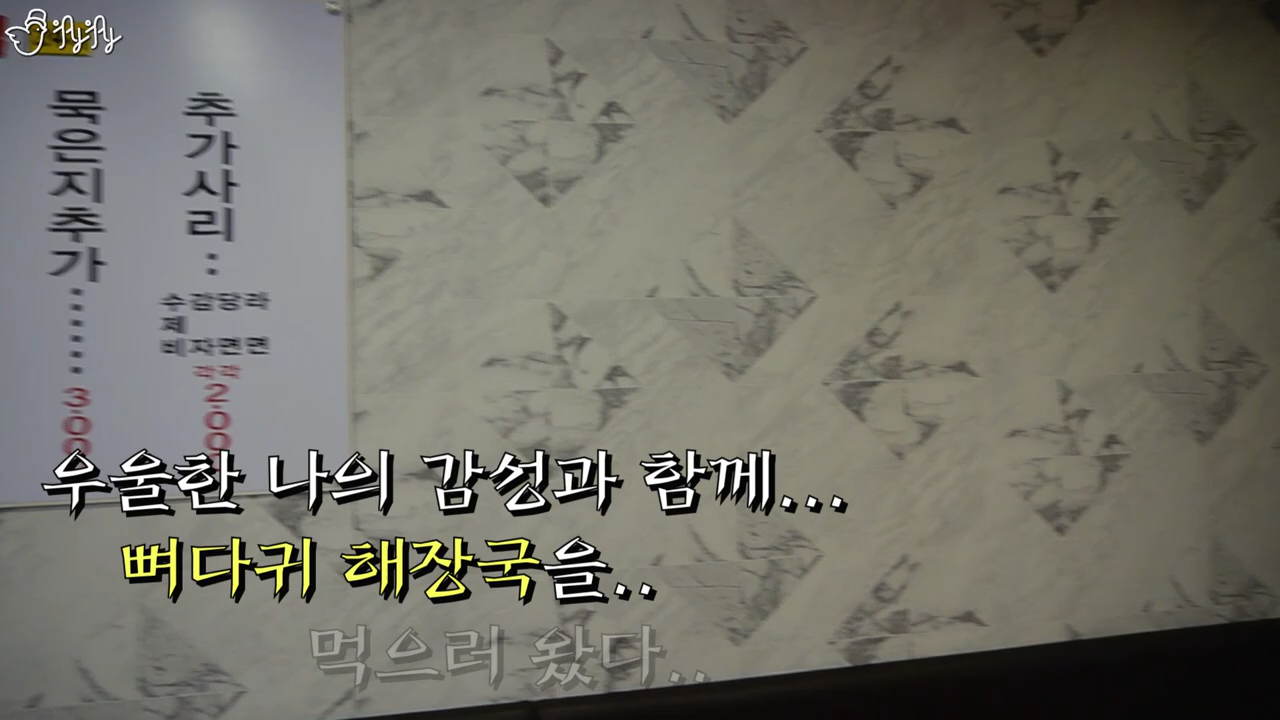 묵은지추가······3.00
추가사리:
수제비 감자 당면 라면
각각
2.00
우울한 나의 감성과 함께...
뼈다귀 해장국을..
먹으러 왔다..